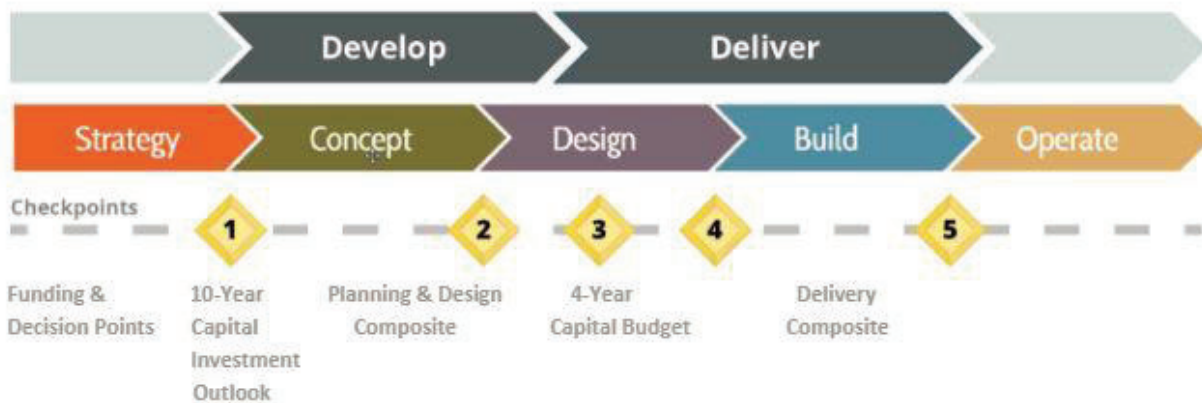 Develop
Deliver
Strategy
Concept
Design
Build
Operate
Checkpoints
1
2
3
4
5
Funding &
Decision Points
10-Year
Capital
Investment
Outlook
Planning & Design
Composite
4-Year
Capital Budget
Delivery
Composite